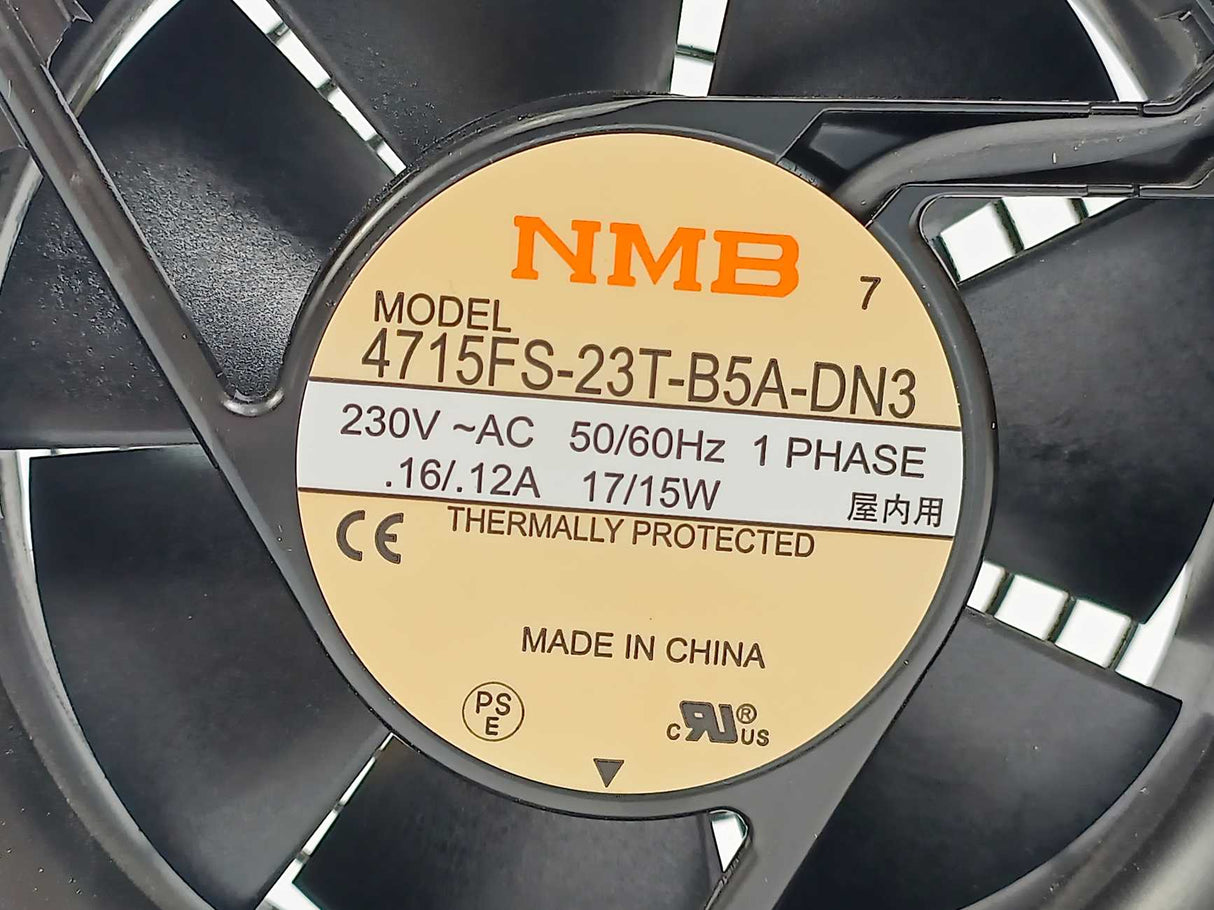 NMB
7
MODEL
4715FS-23T-B5A-DN3
230V ~AC 50/60Hz 1 PHASE
.16/.12A 17/15W 屋内用
CE THERMALLY PROTECTED
MADE IN CHINA
PS
E
c RU ® US